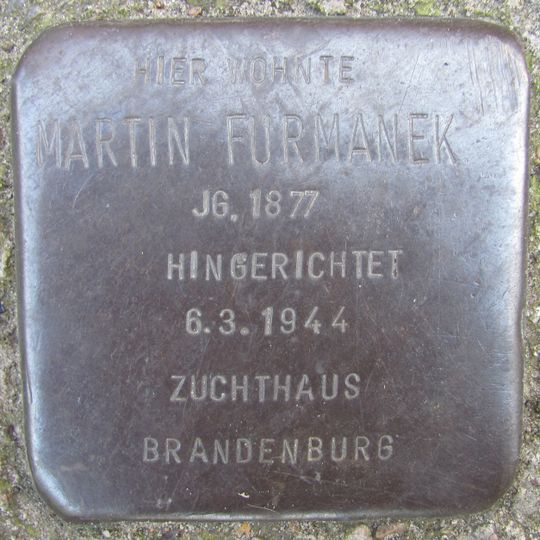 HIER WOHNTE
MARTIN FURMANEK
JG. 1877
HINGERICHTET
6.3.1944
ZUCHTHAUS
BRANDENBURG